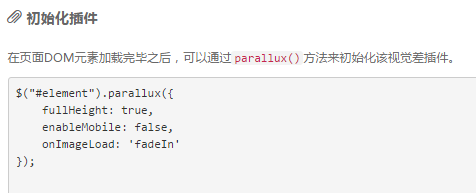 初始化插件
在页面DOM元素加载完毕之后，可以通过parallux()方法来初始化该视觉差插件。
$("#element").parallux({
    fullHeight: true,
    enableMobile: false,
    onImageLoad: 'fadeIn'
});